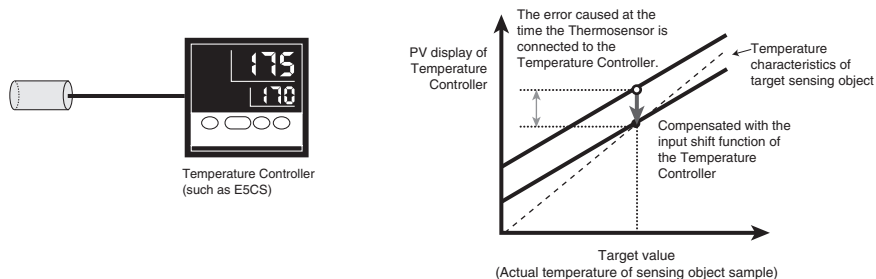 175
170
Temperature Controller
(such as E5CS)
The error caused at the
time the Thermosensor is
connected to the
Temperature Controller.
PV display of
Temperature
Controller
Temperature
characteristics of
target sensing object
Compensated with the
input shift function of
the Temperature
Controller
Target value
(Actual temperature of sensing object sample)